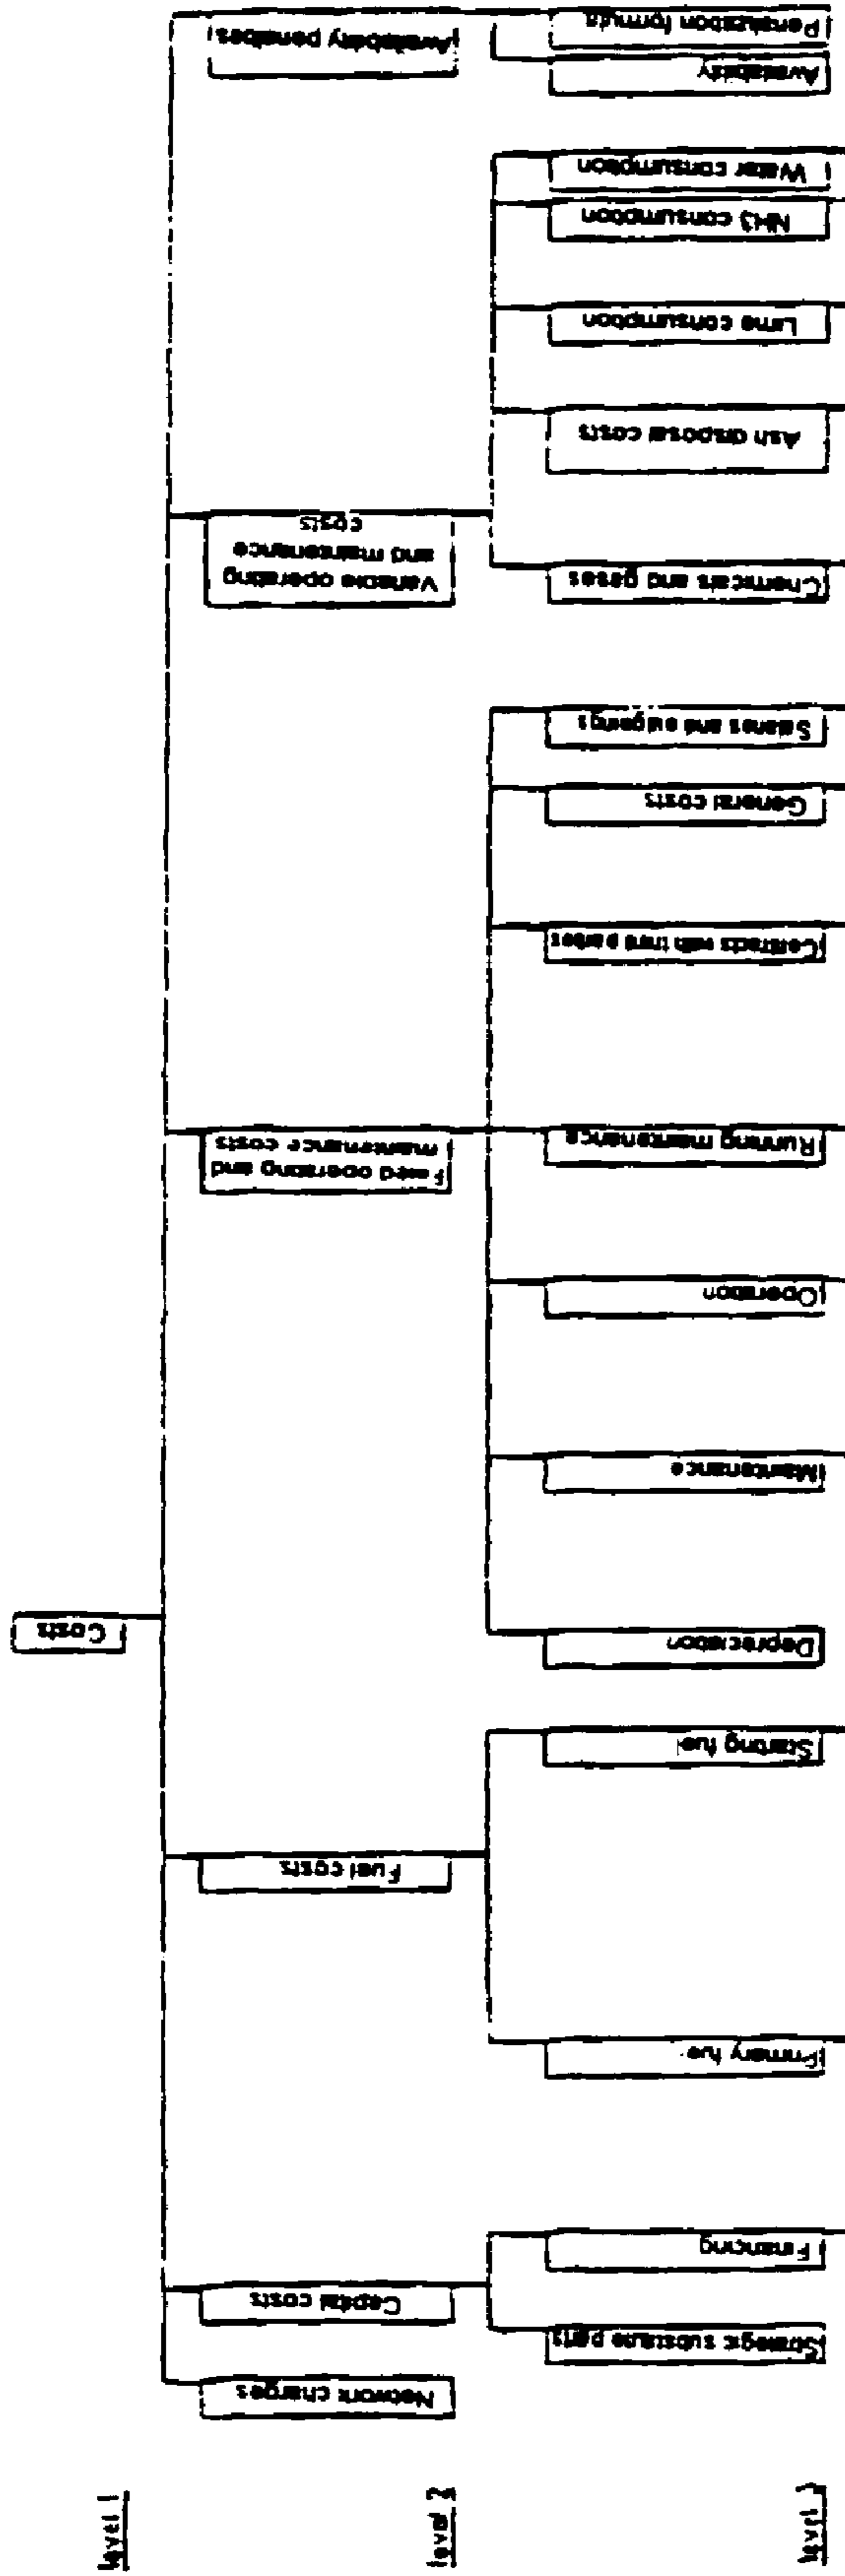 level 1
Costs
level 2
Network charges
Capital costs
Fuel costs
Fixed operating and
maintenance costs
Variable operating
and maintenance
costs
Availability penalties
level 3
Strategic substitute parts
Financing
Primary fuel
Starting fuel
Depreciation
Maintenance
Operation
Running maintenance
Contracts with third parties
General costs
Salaries and outgoings
Chemicals and gases
Ash disposal costs
Lime consumption
NH3 consumption
Water consumption
Availability
Penalization formula